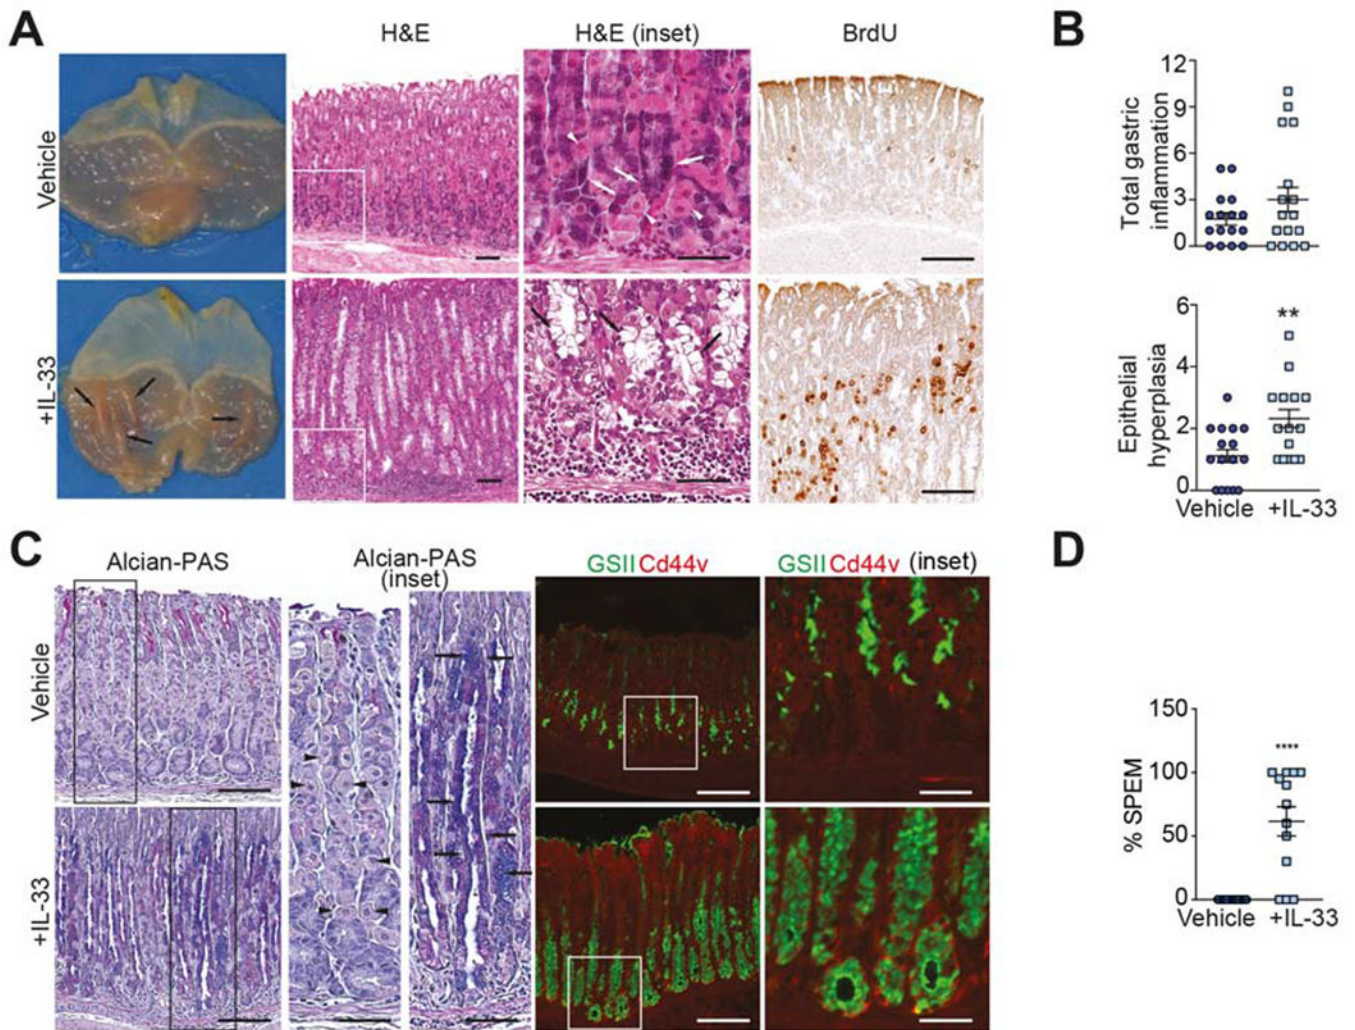 A
H&E
H&E (inset)
BrdU
Vehicle
+IL-33
B
Total gastric
inflammation
12
9
6
3
0
Epithelial
hyperplasia
6
4
2
0
**
Vehicle +IL-33
C
Alcian-PAS
Alcian-PAS
(inset)
GSII Cd44v
GSII Cd44v (inset)
Vehicle
+IL-33
D
% SPEM
150
100
50
0
****
Vehicle +IL-33